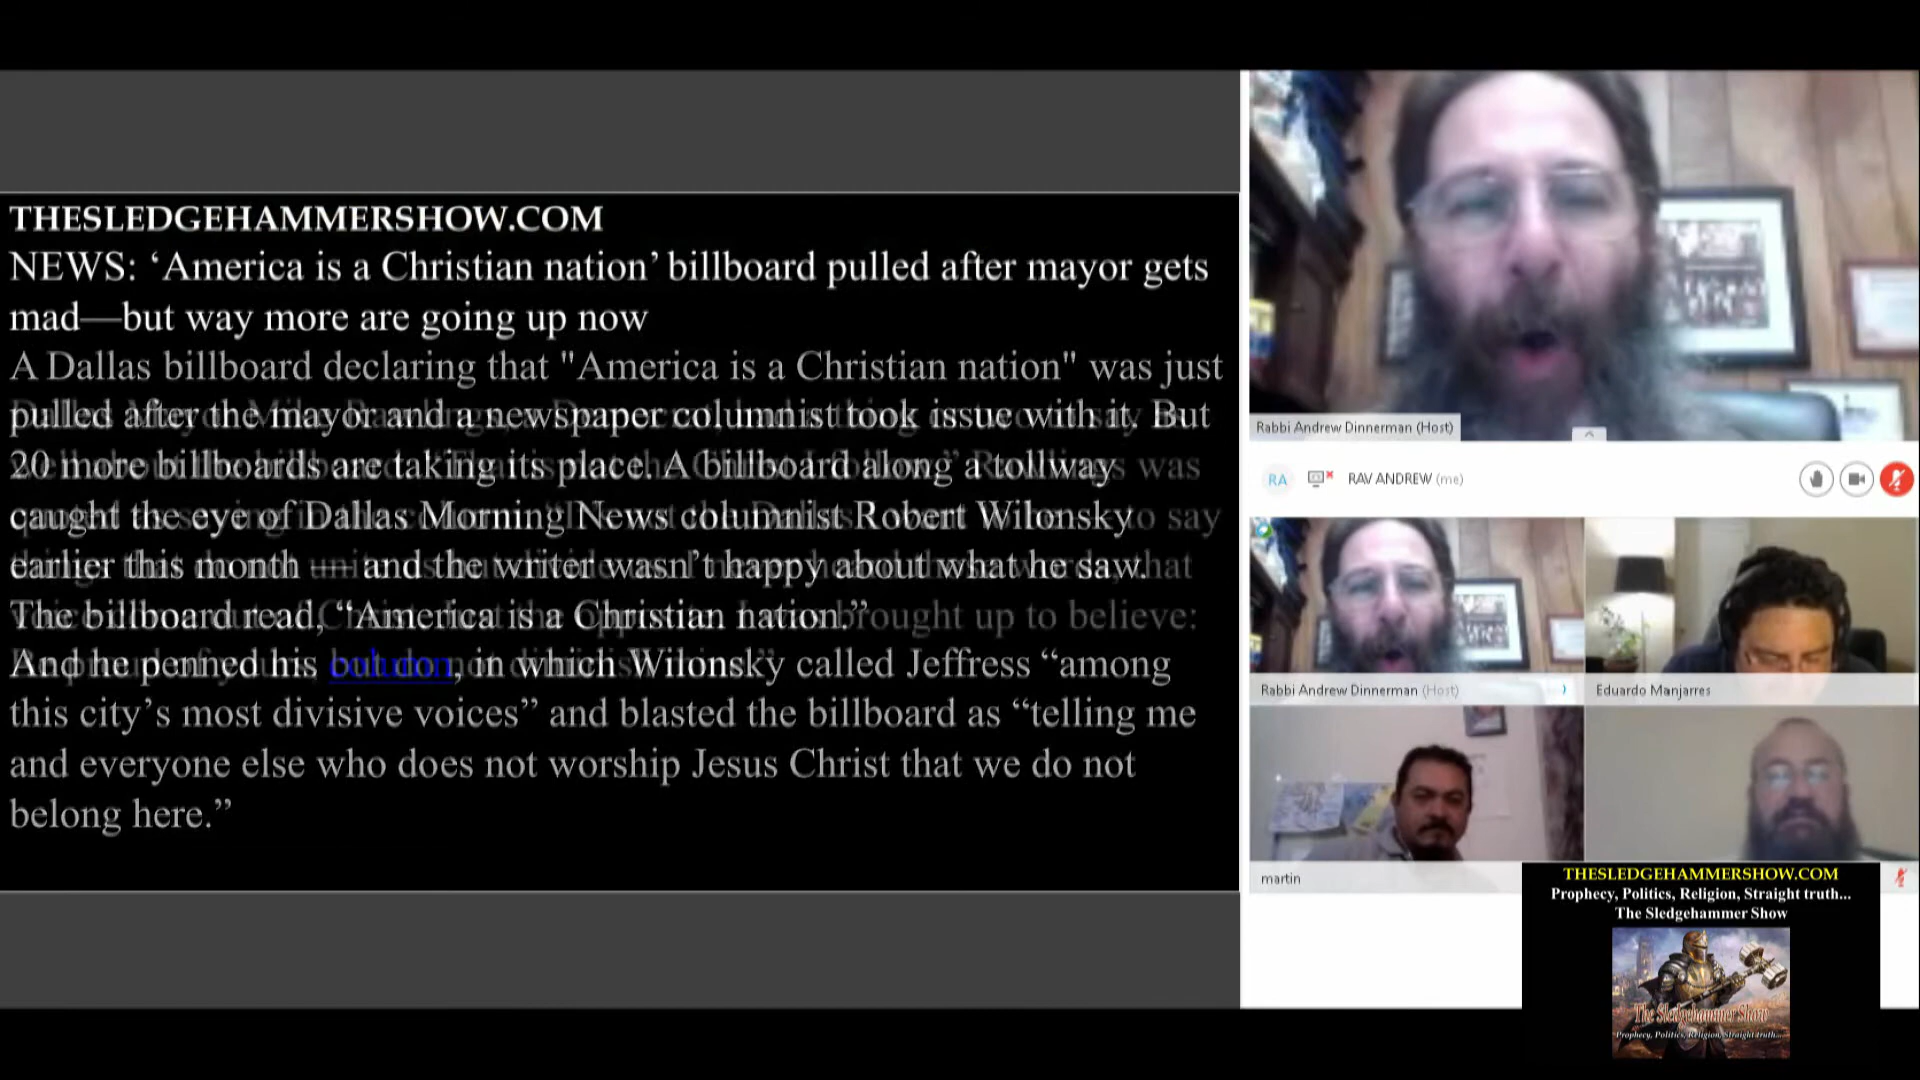 THESLEDGEHAMMERSHOW.COM
NEWS: ‘America is a Christian nation’ billboard pulled after mayor gets
mad—but way more are going up now
A Dallas billboard declaring that "America is a Christian nation" was just
pulled after the mayor and a newspaper columnist took issue with it. But
20 more billboards are taking its place. A billboard along a tollway
caught the eye of Dallas Morning News columnist Robert Wilonsky
earlier this month — and the writer wasn’t happy about what he saw.
The billboard read, “America is a Christian nation.”
And he penned his column, in which Wilonsky called Jeffress “among
this city’s most divisive voices” and blasted the billboard as “telling me
and everyone else who does not worship Jesus Christ that we do not
belong here.”
Rabbi Andrew Dinnerman (Host)
RA RAV ANDREW (me)
Rabbi Andrew Dinnerman (Host)
Eduardo Manjarres
martin
THESLEDGEHAMMERSHOW.COM
Prophecy, Politics, Religion, Straight truth...
The Sledgehammer Show
The Sledgehammer Show
Prophecy, Politics, Religion, Straight truth...